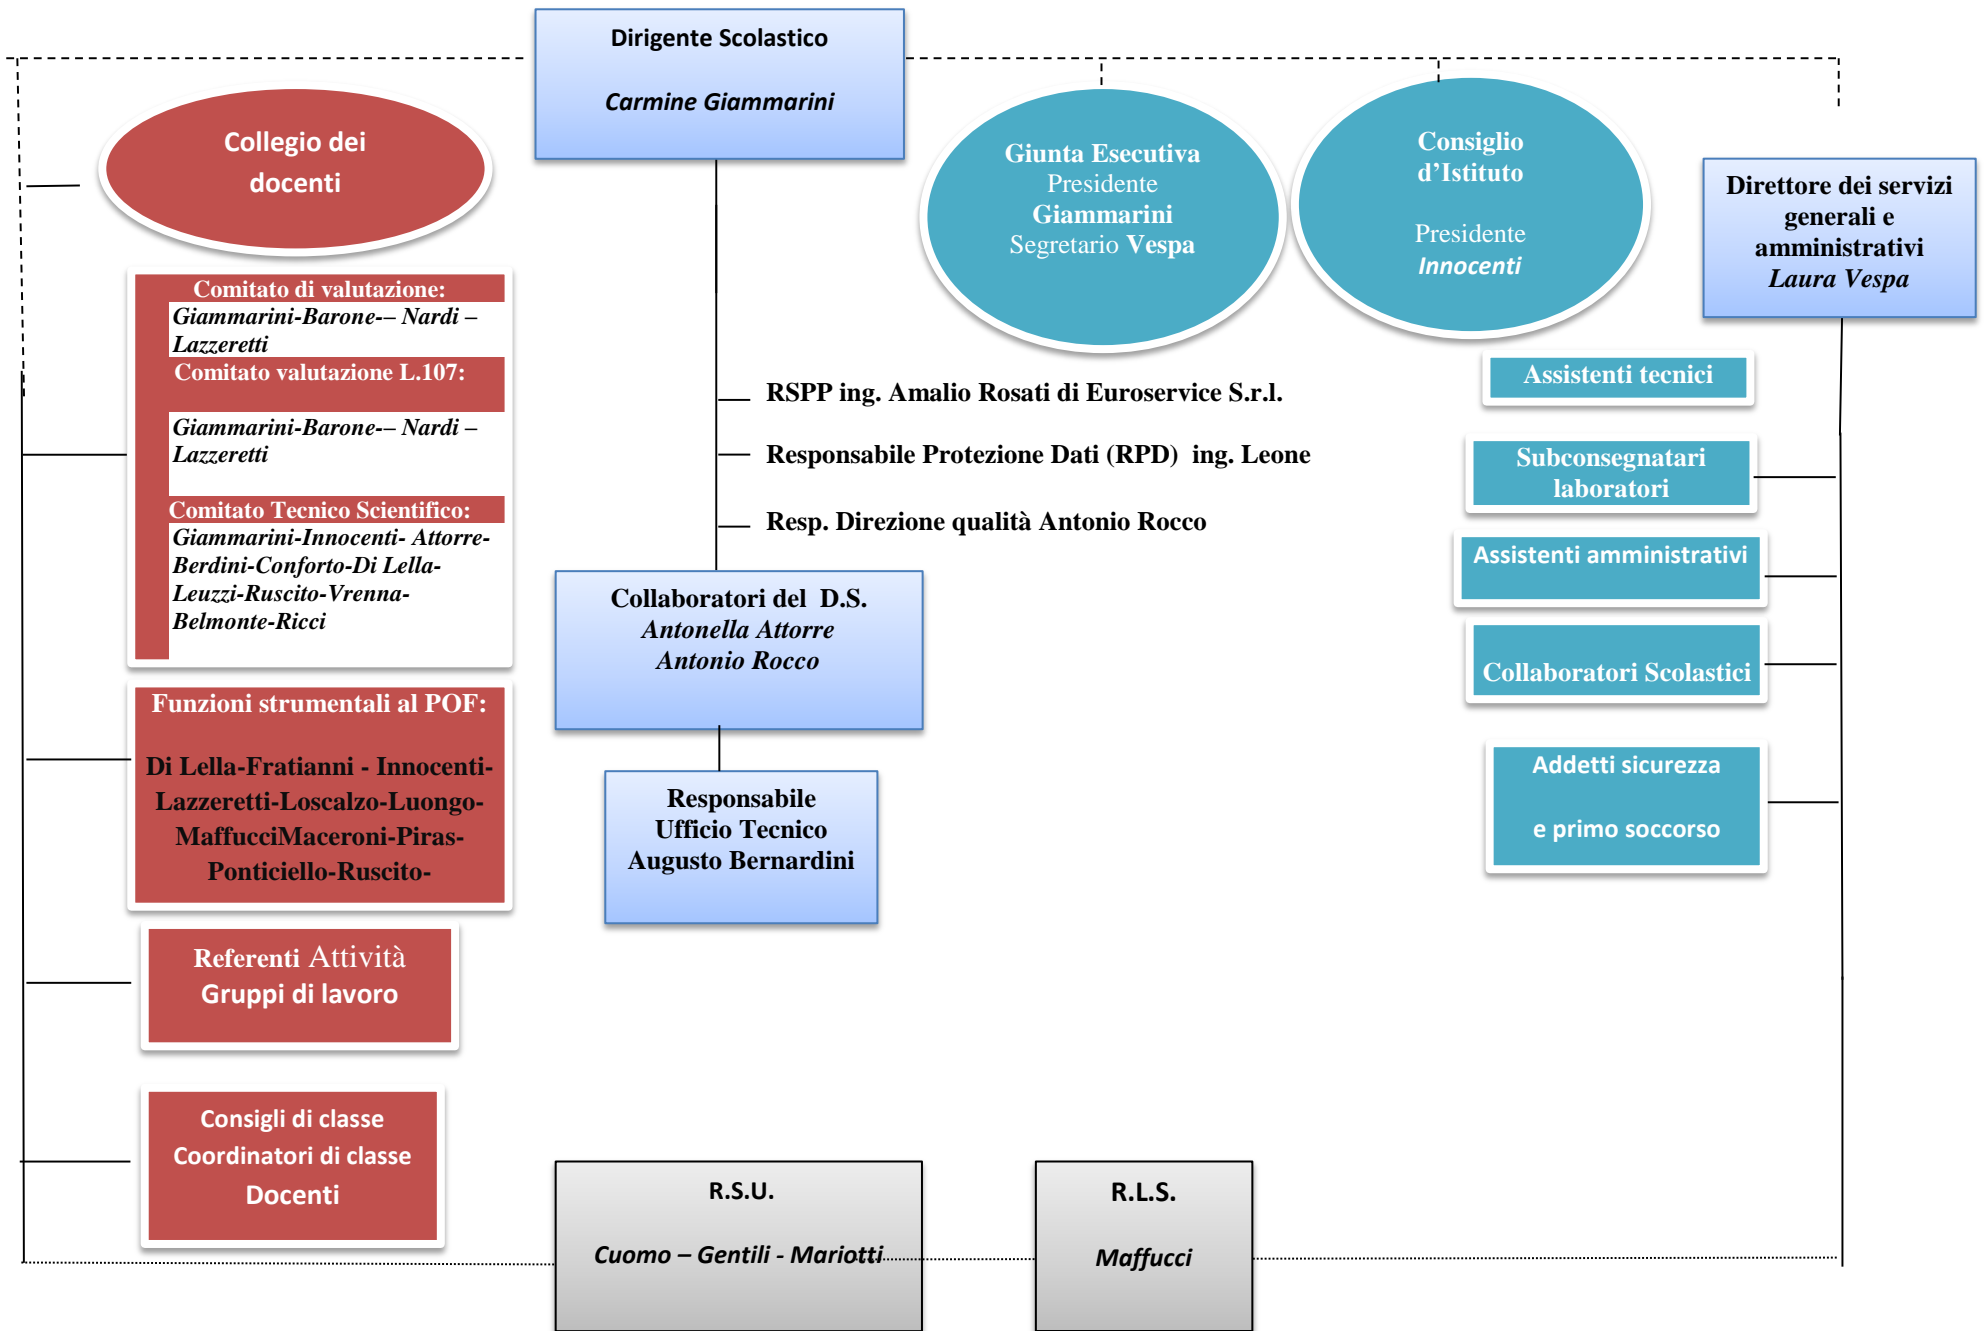 Dirigente Scolastico
Carmine Giammarini
Collegio dei
docenti
Giunta Esecutiva
Presidente
Giammarini
Segretario Vespa
Consiglio
d’Istituto
Presidente
Innocenti
Direttore dei servizi
generali e
amministrativi
Laura Vespa
Comitato di valutazione:
Giammarini-Barone-– Nardi –
Lazzeretti
Comitato valutazione L.107:
Giammarini-Barone-– Nardi –
Lazzeretti
Comitato Tecnico Scientifico:
Giammarini-Innocenti- Attorre-
Berdini-Conforto-Di Lella-
Leuzzi-Ruscito-Vrenna-
Belmonte-Ricci
Funzioni strumentali al POF:
Di Lella-Fratianni - Innocenti-
Lazzeretti-Loscalzo-Luongo-
MaffucciMaceroni-Piras-
Ponticiello-Ruscito-
Referenti Attività
Gruppi di lavoro
Consigli di classe
Coordinatori di classe
Docenti
RSPP ing. Amalio Rosati di Euroservice S.r.l.
Responsabile Protezione Dati (RPD)  ing. Leone
Resp. Direzione qualità Antonio Rocco
Collaboratori del  D.S.
Antonella Attorre
Antonio Rocco
Responsabile
Ufficio Tecnico
Augusto Bernardini
Assistenti tecnici
Subconsegnatari
laboratori
Assistenti amministrativi
Collaboratori Scolastici
Addetti sicurezza
e primo soccorso
R.S.U.
Cuomo – Gentili - Mariotti
R.L.S.
Maffucci